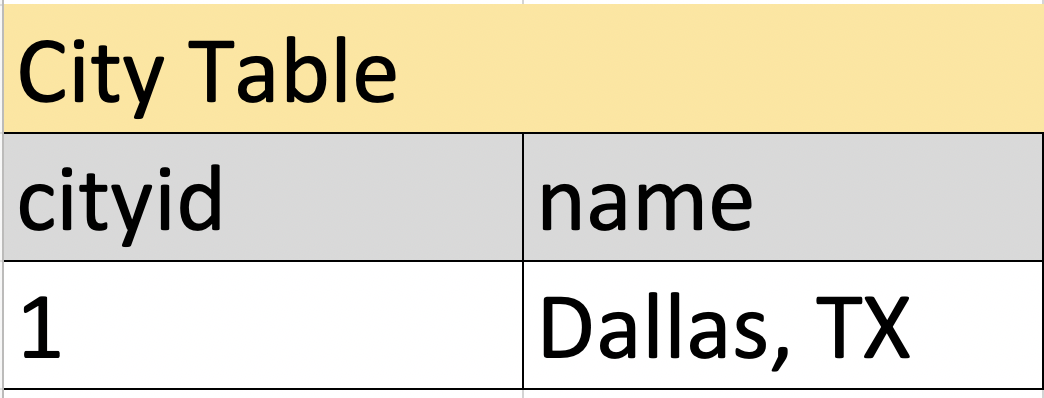 City Table
cityid name
1 Dallas, TX